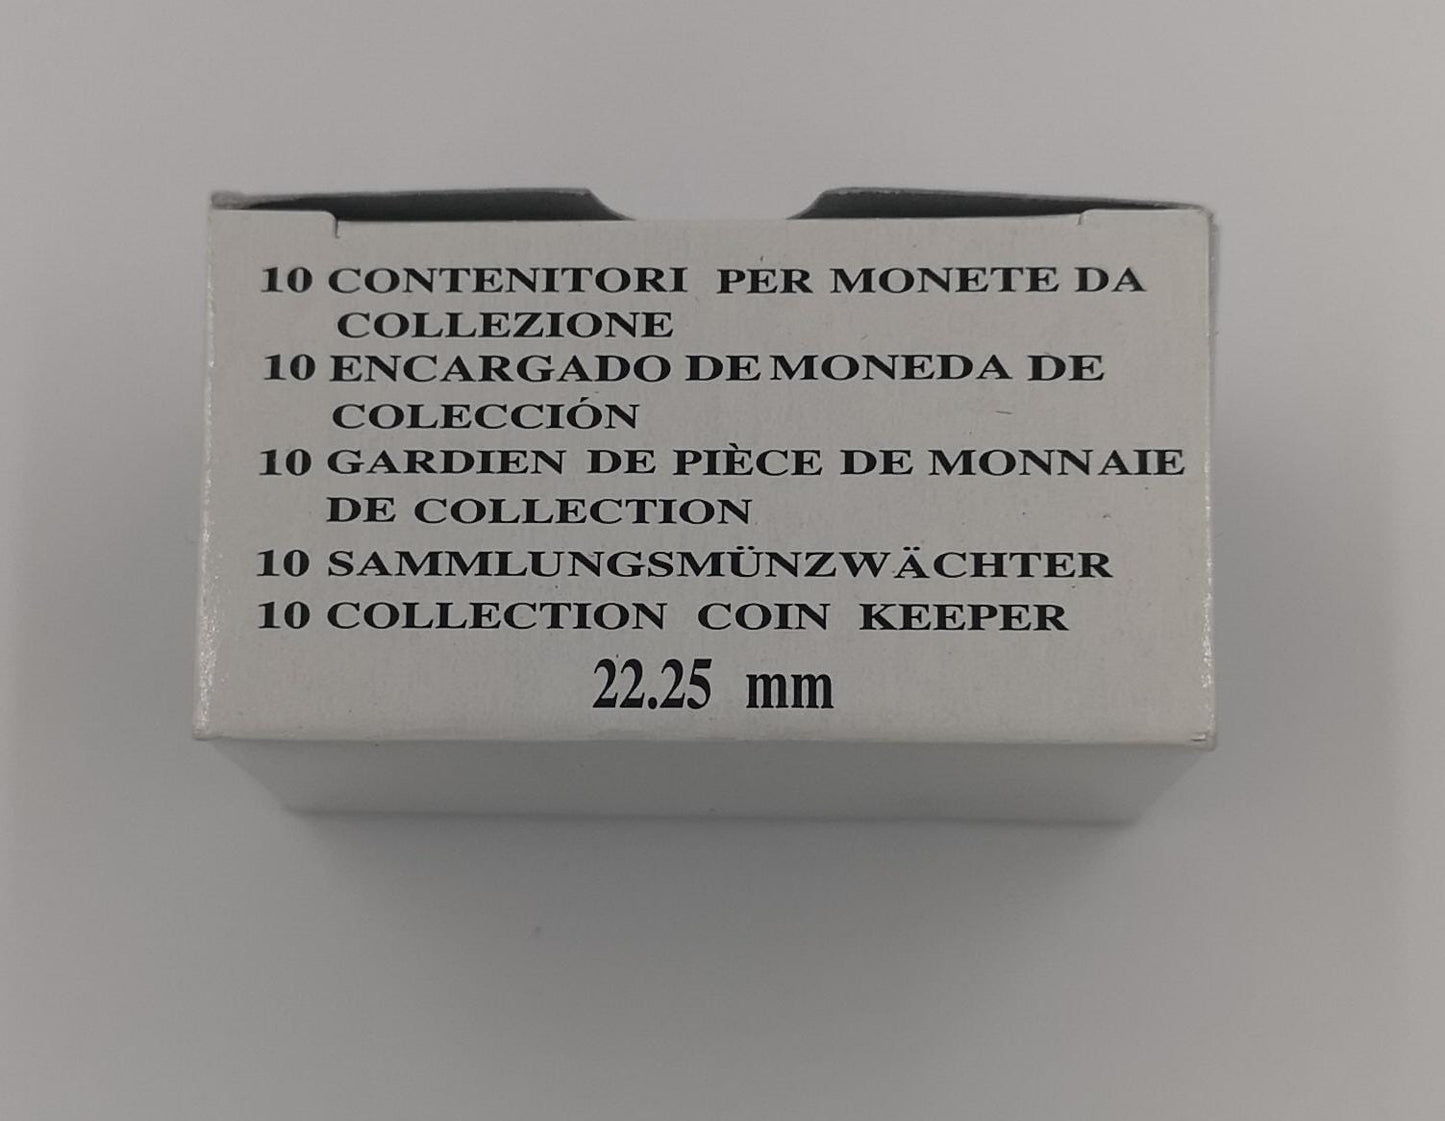 10 CONTENITORI PER MONETE DA
COLLEZIONE
10 ENCARGADO DE MONEDA DE
COLECCIÓN
10 GARDIEN DE PIÈCE DE MONNAIE
DE COLLECTION
10 SAMMLUNGSMÜNZWÄCHTER
10 COLLECTION COIN KEEPER
22.25 mm